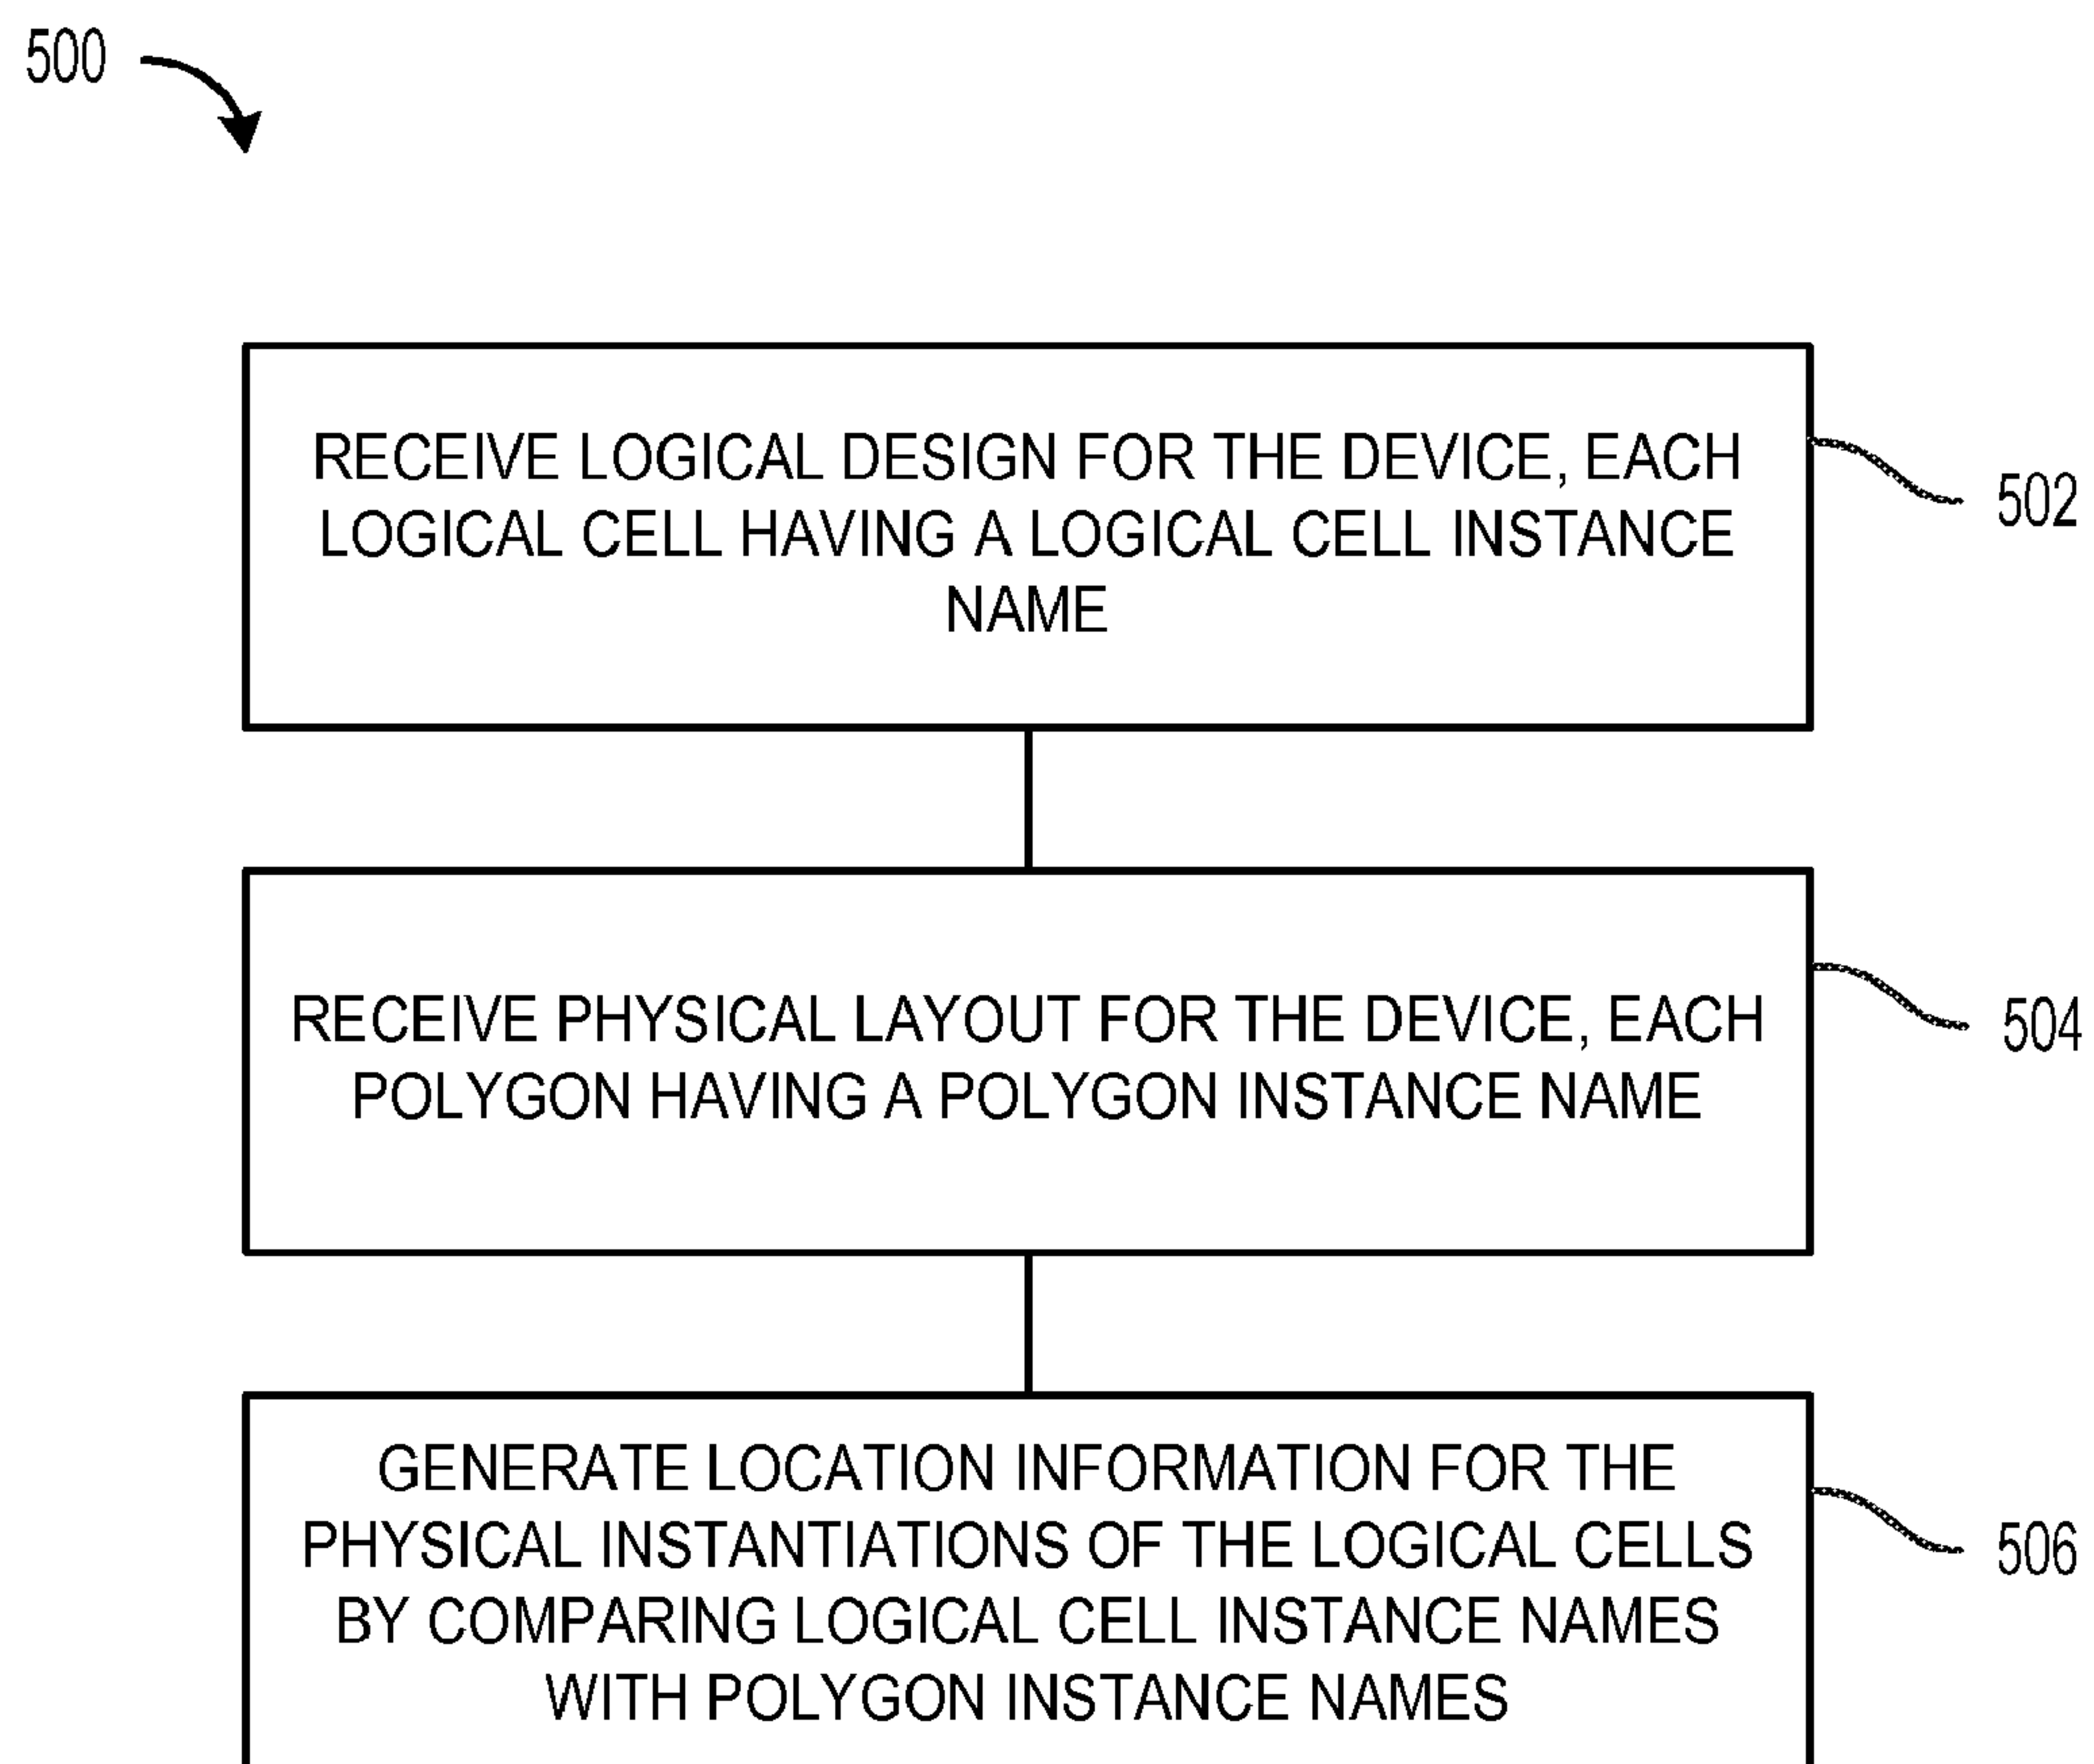 500
RECEIVE LOGICAL DESIGN FOR THE DEVICE, EACH
LOGICAL CELL HAVING A LOGICAL CELL INSTANCE
NAME
502
RECEIVE PHYSICAL LAYOUT FOR THE DEVICE, EACH
POLYGON HAVING A POLYGON INSTANCE NAME
504
GENERATE LOCATION INFORMATION FOR THE
PHYSICAL INSTANTIATIONS OF THE LOGICAL CELLS
BY COMPARING LOGICAL CELL INSTANCE NAMES
WITH POLYGON INSTANCE NAMES
506